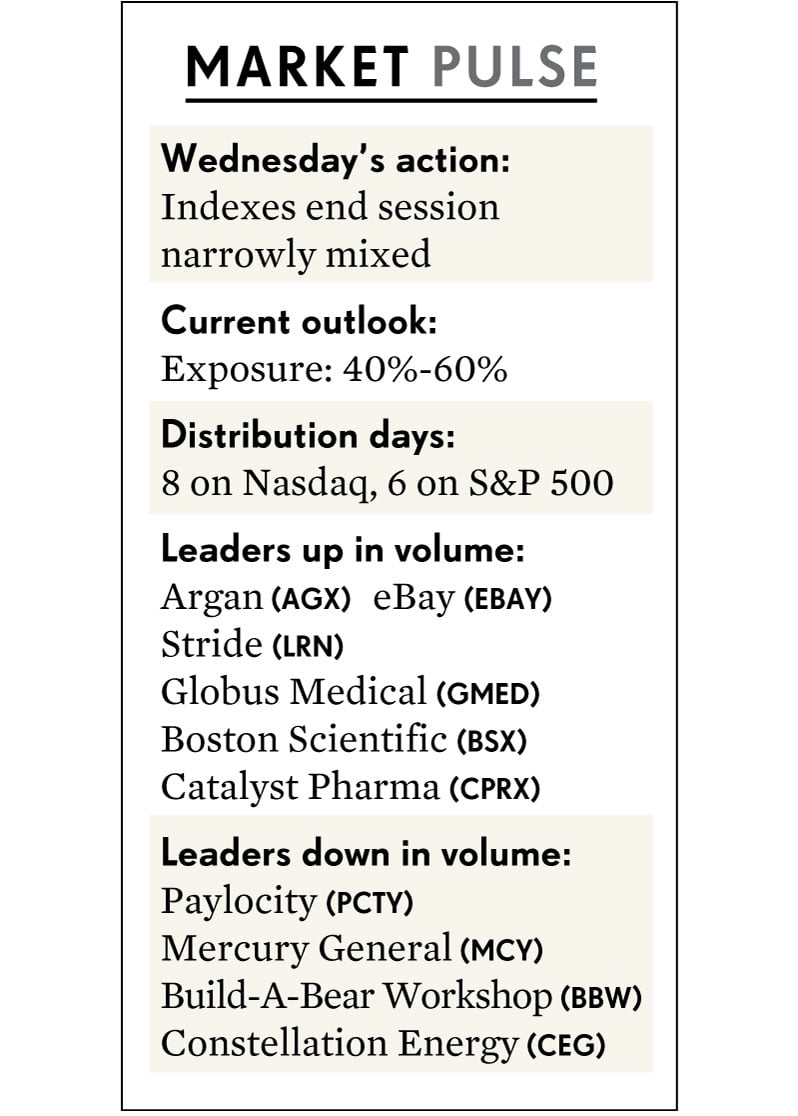 MARKET PULSE
Wednesday’s action:
Indexes end session
narrowly mixed
Current outlook:
Exposure: 40%-60%
Distribution days:
8 on Nasdaq, 6 on S&P 500
Leaders up in volume:
Argan (AGX) eBay (EBAY)
Stride (LRN)
Globus Medical (GMED)
Boston Scientific (BSX)
Catalyst Pharma (CPRX)
Leaders down in volume:
Paylocity (PCTY)
Mercury General (MCY)
Build-A-Bear Workshop (BBW)
Constellation Energy (CEG)